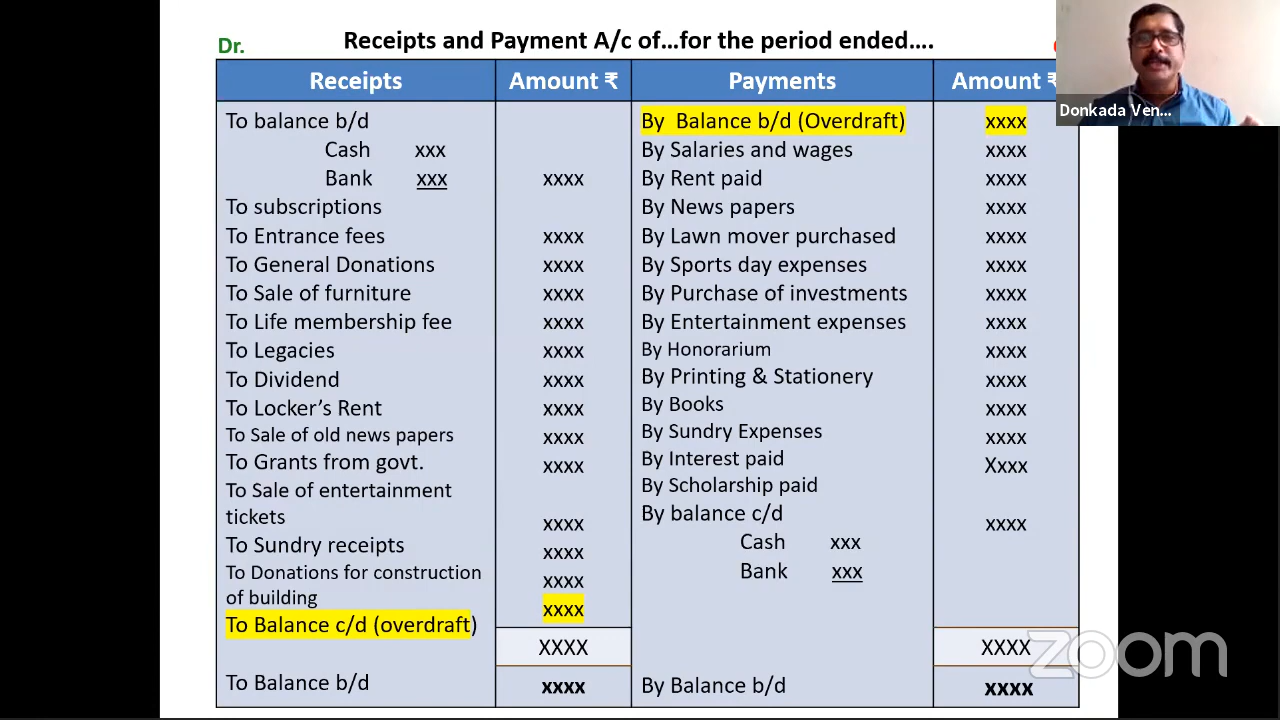 Dr.
Receipts and Payment A/c of…for the period ended….
Receipts
Amount ₹
Payments
Amount ₹
Donkada Ven...
To balance b/d
Cash xxx
Bank xxx xxxx
To subscriptions
To Entrance fees xxxx
To General Donations xxxx
To Sale of furniture xxxx
To Life membership fee xxxx
To Legacies xxxx
To Dividend xxxx
To Locker’s Rent xxxx
To Sale of old news papers xxxx
To Grants from govt. xxxx
To Sale of entertainment
tickets xxxx
To Sundry receipts xxxx
To Donations for construction xxxx
of building
xxxx
To Balance c/d (overdraft)
XXXX
To Balance b/d xxxx
By Balance b/d (Overdraft) xxxx
By Salaries and wages xxxx
By Rent paid xxxx
By News papers xxxx
By Lawn mover purchased xxxx
By Sports day expenses xxxx
By Purchase of investments xxxx
By Entertainment expenses xxxx
By Honorarium xxxx
By Printing & Stationery xxxx
By Books xxxx
By Sundry Expenses xxxx
By Interest paid Xxxx
By Scholarship paid
By balance c/d xxxx
Cash xxx
Bank xxx
XXXX
By Balance b/d xxxx
zoom